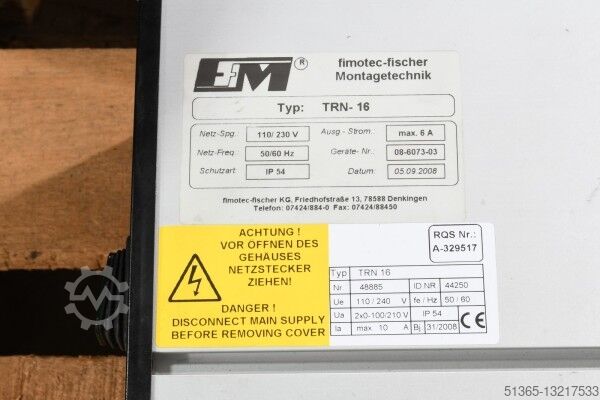 FM ®
fimotec-fischer
Montagetechnik
Typ: TRN- 16
Netz-Spg. 110/ 230 V Ausg - Strom. max. 6 A
Netz-Freq. 50/60 Hz Geräte- Nr.: 08-6073-03
Schutzart IP 54 Datum: 05.09.2008
fimotec-fischer KG, Friedhofstraße 13, 78588 Denkingen
Telefon: 07424/884-0 Fax: 07424/88450
ACHTUNG !
VOR ÖFFNEN DES
GEHÄUSES
NETZSTECKER
ZIEHEN!
DANGER !
DISCONNECT MAIN SUPPLY
BEFORE REMOVING COVER
RQS Nr.:
A-329517
Typ TRN 16
Nr 48885 ID NR 44250
Ue 110 / 240 V fe / Hz 50 / 60
Ua 2x0-100/210 V IP 54
Ia max. 10 A Bj. 31/2008 CE
51365-13217533